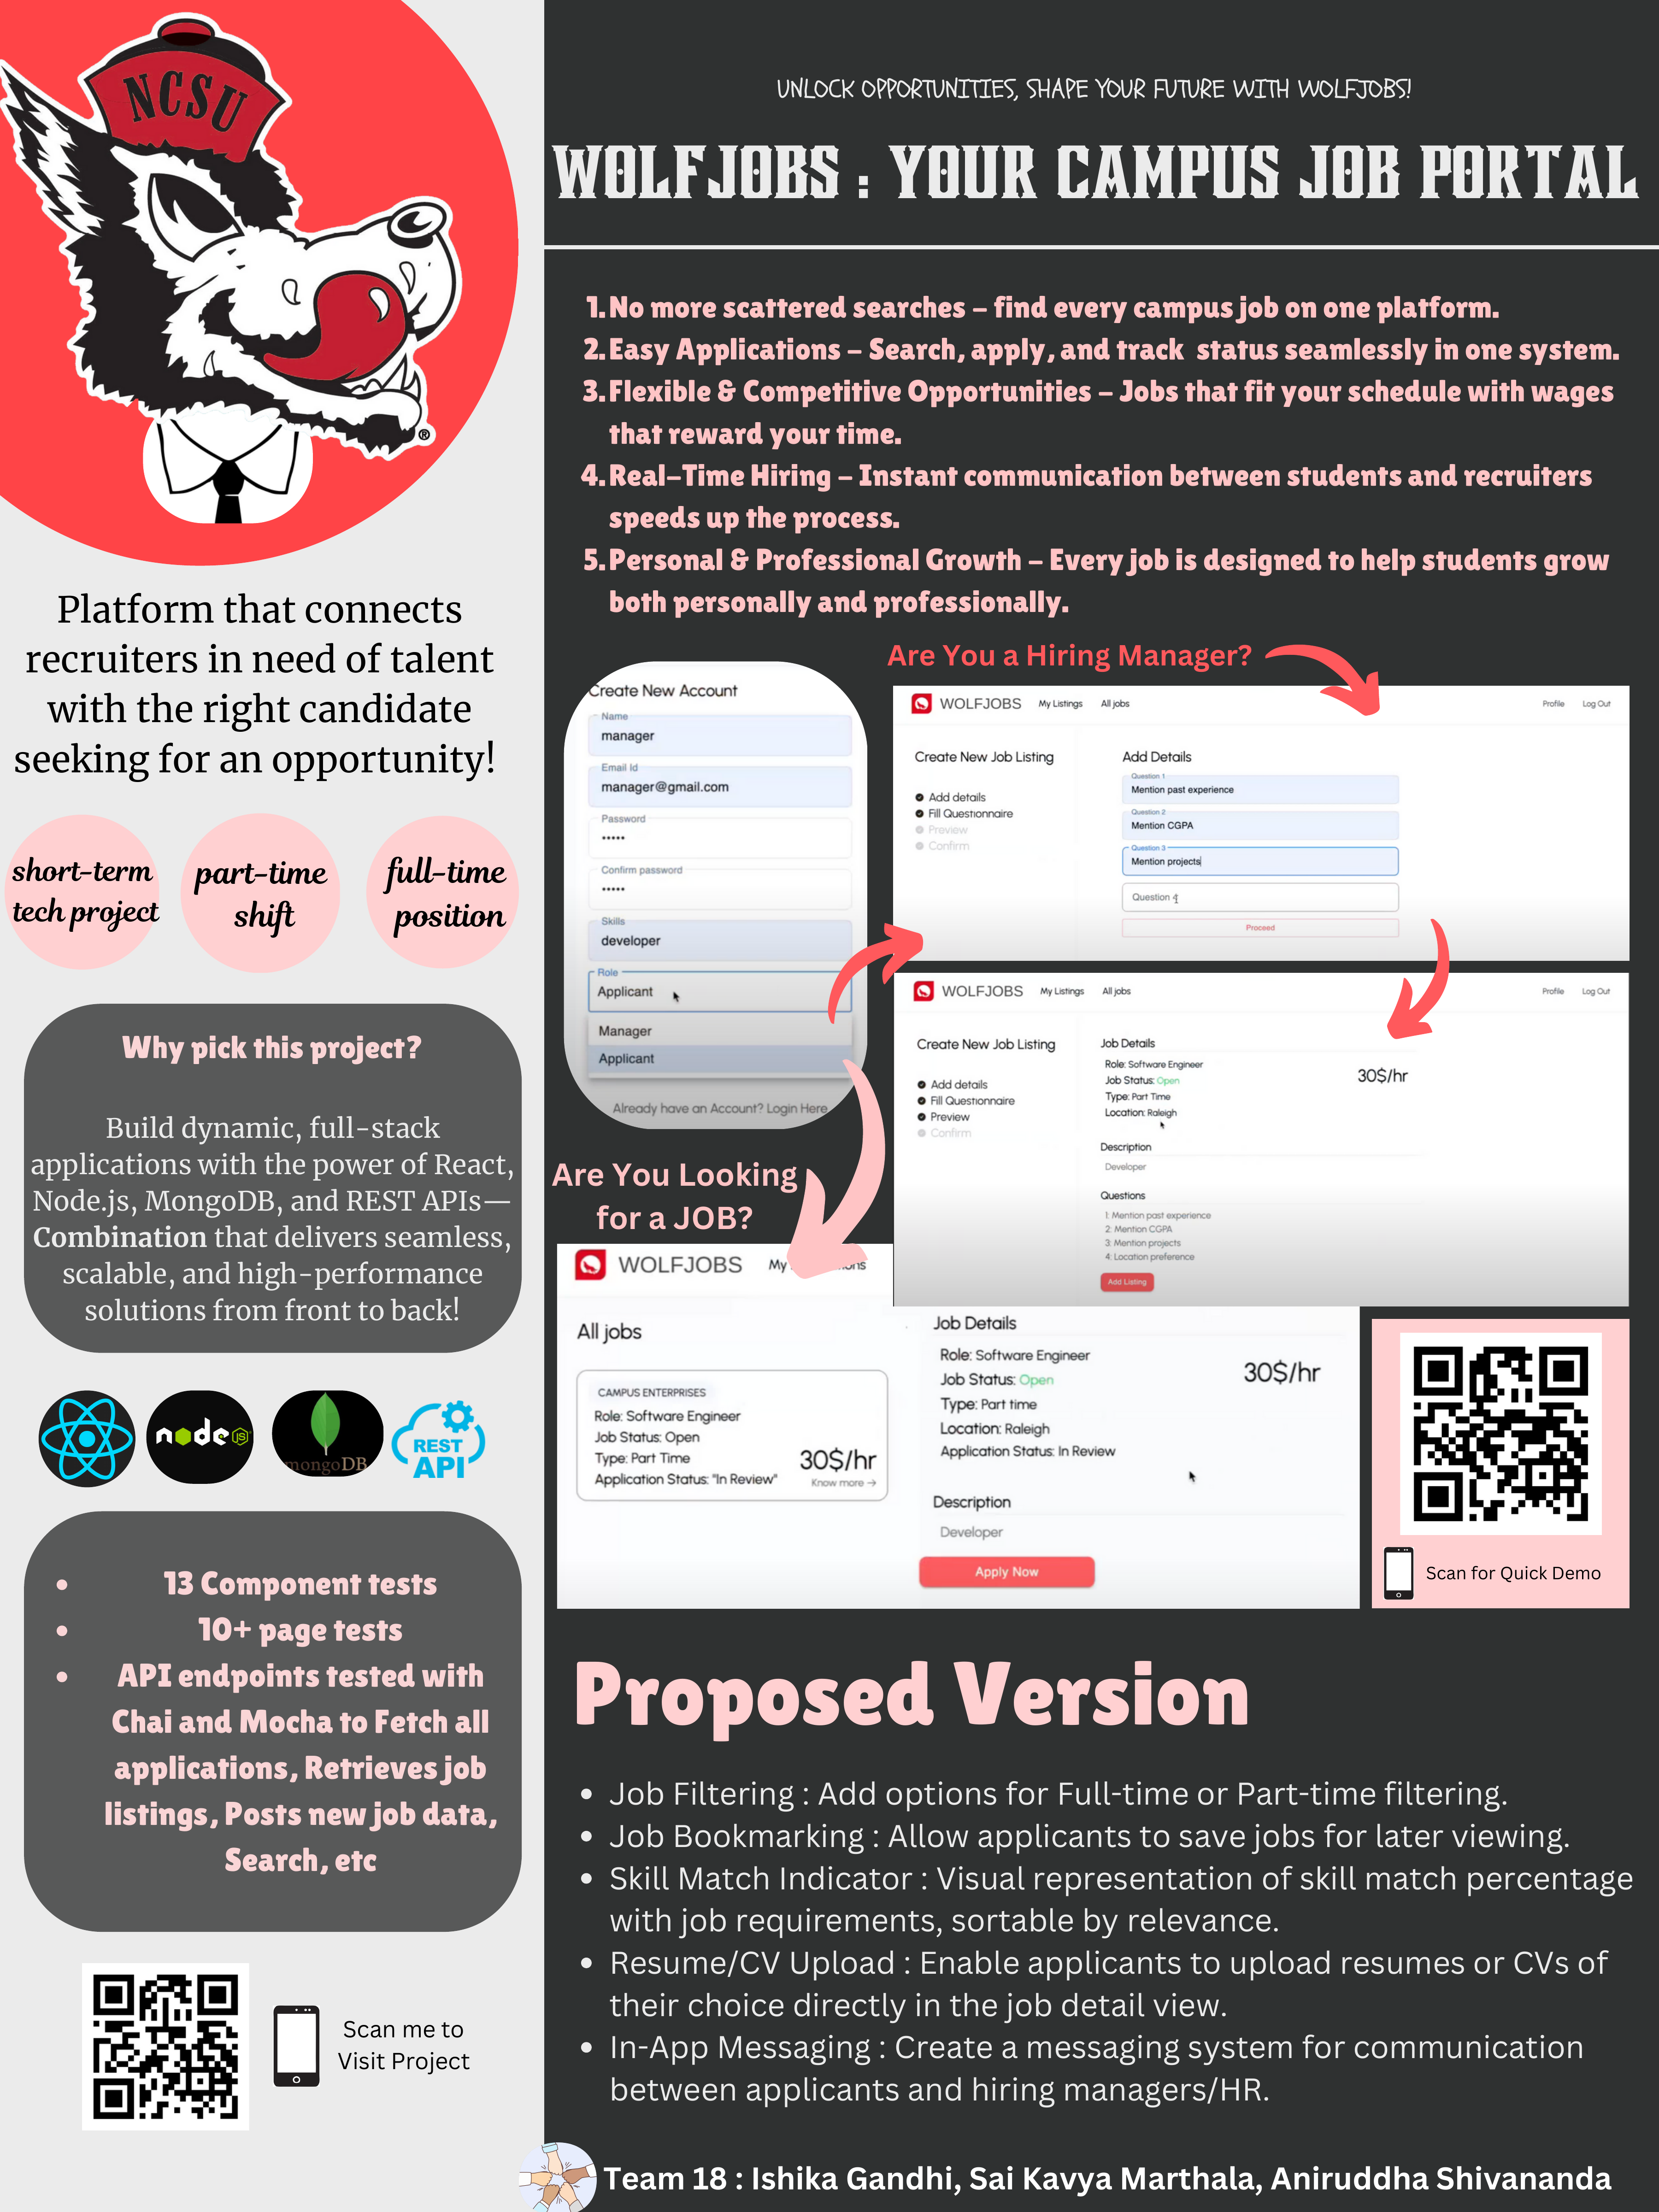 NCSU
®
Platform that connects
recruiters in need of talent
with the right candidate
seeking for an opportunity!
short-term
tech project
part-time
shift
full-time
position
Why pick this project?
Build dynamic, full-stack
applications with the power of React,
Node.js, MongoDB, and REST APIs—
Combination that delivers seamless,
scalable, and high-performance
solutions from front to back!
node JS
mongoDB
REST
API
• 13 Component tests
• 10+ page tests
• API endpoints tested with
Chai and Mocha to Fetch all
applications, Retrieves job
listings, Posts new job data,
Search, etc
Scan me to
Visit Project
UNLOCK OPPORTUNITIES, SHAPE YOUR FUTURE WITH WOLFJOBS!
WOLFJOBS : YOUR CAMPUS JOB PORTAL
1. No more scattered searches – find every campus job on one platform.
2. Easy Applications – Search, apply, and track status seamlessly in one system.
3. Flexible & Competitive Opportunities – Jobs that fit your schedule with wages
that reward your time.
4. Real-Time Hiring – Instant communication between students and recruiters
speeds up the process.
5. Personal & Professional Growth – Every job is designed to help students grow
both personally and professionally.
Create New Account
Name
manager
Email Id
manager@gmail.com
Password
•••••
Confirm password
•••••
Skills
developer
Role
Applicant
Manager
Applicant
Already have an Account? Login Here
Are You a Hiring Manager?
WOLFJOBS My Listings All jobs Profile Log Out
Create New Job Listing
Add details
Fill Questionnaire
Preview
Confirm
Add Details
Question 1
Mention past experience
Question 2
Mention CGPA
Question 3
Mention projects
Question 4
Proceed
WOLFJOBS My Listings All jobs Profile Log Out
Create New Job Listing
Add details
Fill Questionnaire
Preview
Confirm
Job Details
Role: Software Engineer
Job Status: Open
Type: Part Time
Location: Raleigh
30$/hr
Description
Developer
Questions
1: Mention past experience
2: Mention CGPA
3: Mention projects
4: Location preference
Add Listing
Are You Looking
for a JOB?
WOLFJOBS My
All jobs
CAMPUS ENTERPRISES
Role: Software Engineer
Job Status: Open
Type: Part Time
Application Status: "In Review"
30$/hr
Know more →
Job Details
Role: Software Engineer
Job Status: Open
Type: Part time
Location: Raleigh
Application Status: In Review
30$/hr
Description
Developer
Apply Now
Scan for Quick Demo
Proposed Version
• Job Filtering : Add options for Full-time or Part-time filtering.
• Job Bookmarking : Allow applicants to save jobs for later viewing.
• Skill Match Indicator : Visual representation of skill match percentage
with job requirements, sortable by relevance.
• Resume/CV Upload : Enable applicants to upload resumes or CVs of
their choice directly in the job detail view.
• In-App Messaging : Create a messaging system for communication
between applicants and hiring managers/HR.
Team 18 : Ishika Gandhi, Sai Kavya Marthala, Aniruddha Shivananda